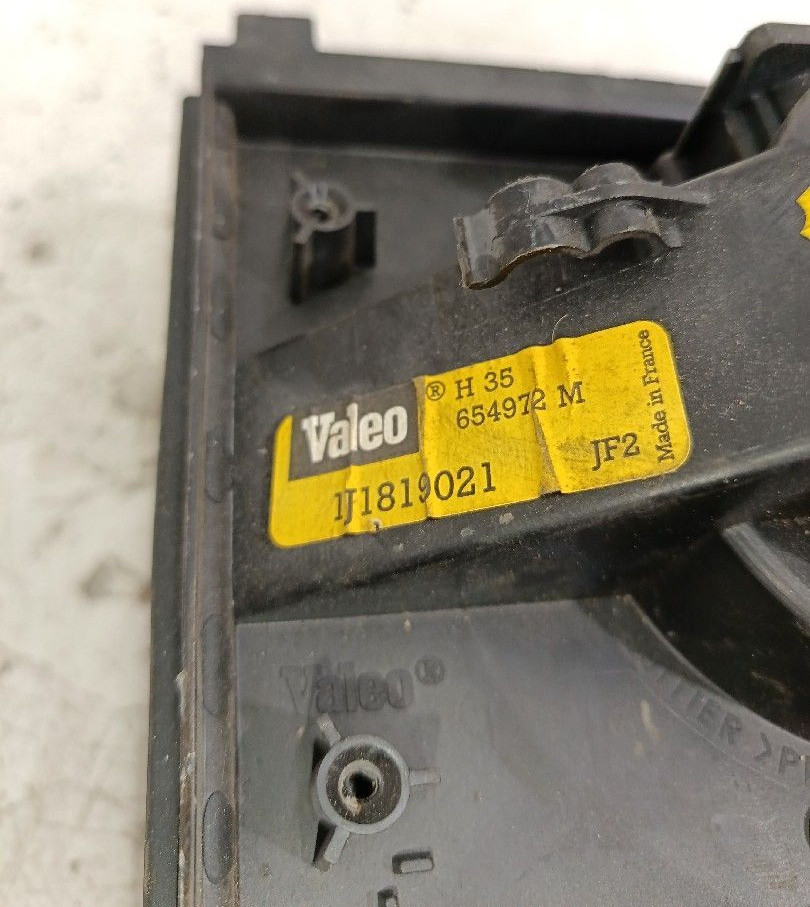 Valeo® H 35
654972 M
1J1819021 JF2
Made in France
Valeo®